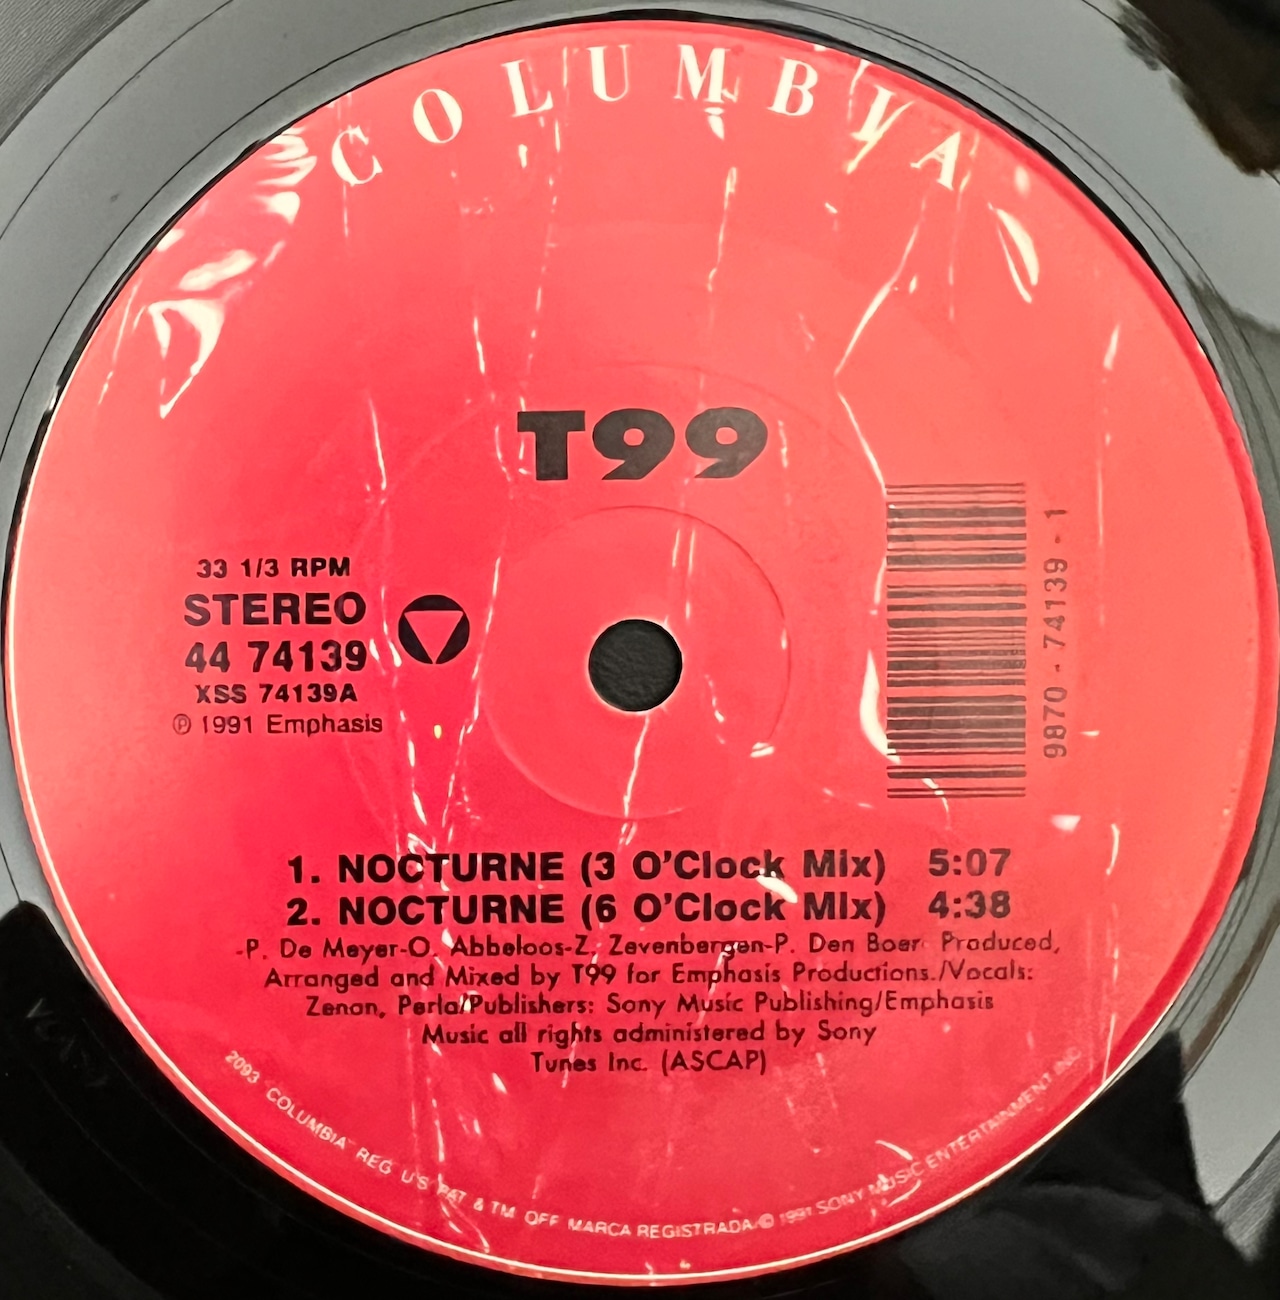 COLUMBIA
T99
33 1/3 RPM
STEREO
44 74139
XSS 74139A
℗ 1991 Emphasis
9870 - 74139 - 1
1. NOCTURNE (3 O'Clock Mix) 5:07
2. NOCTURNE (6 O'Clock Mix) 4:38
-P. De Meyer-O. Abbeloos-Z. Zevenbergen-P. Den Boer Produced,
Arranged and Mixed by T99 for Emphasis Productions./Vocals:
Zenon, Perla/Publishers: Sony Music Publishing/Emphasis
Music all rights administered by Sony
Tunes Inc. (ASCAP)
2093 "COLUMBIA" REG. U.S. PAT. & TM. OFF. MARCA REGISTRADA/© 1991 SONY MUSIC ENTERTAINMENT INC.